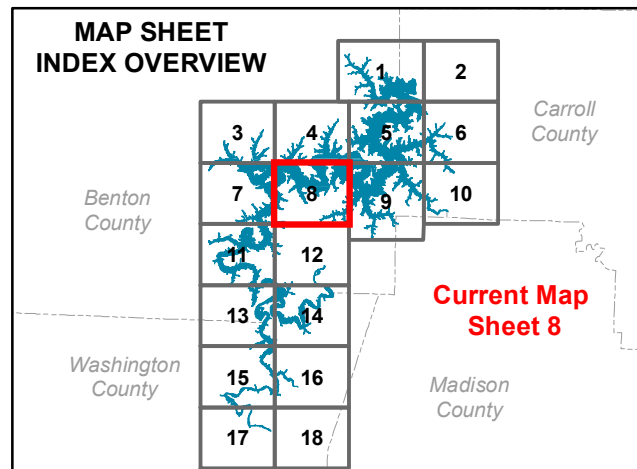 MAP SHEET
INDEX OVERVIEW
1
2
Carroll
County
3
4
5
6
Benton
County
7
8
9
10
11
12
Current Map
Sheet 8
13
14
Washington
County
15
16
Madison
County
17
18